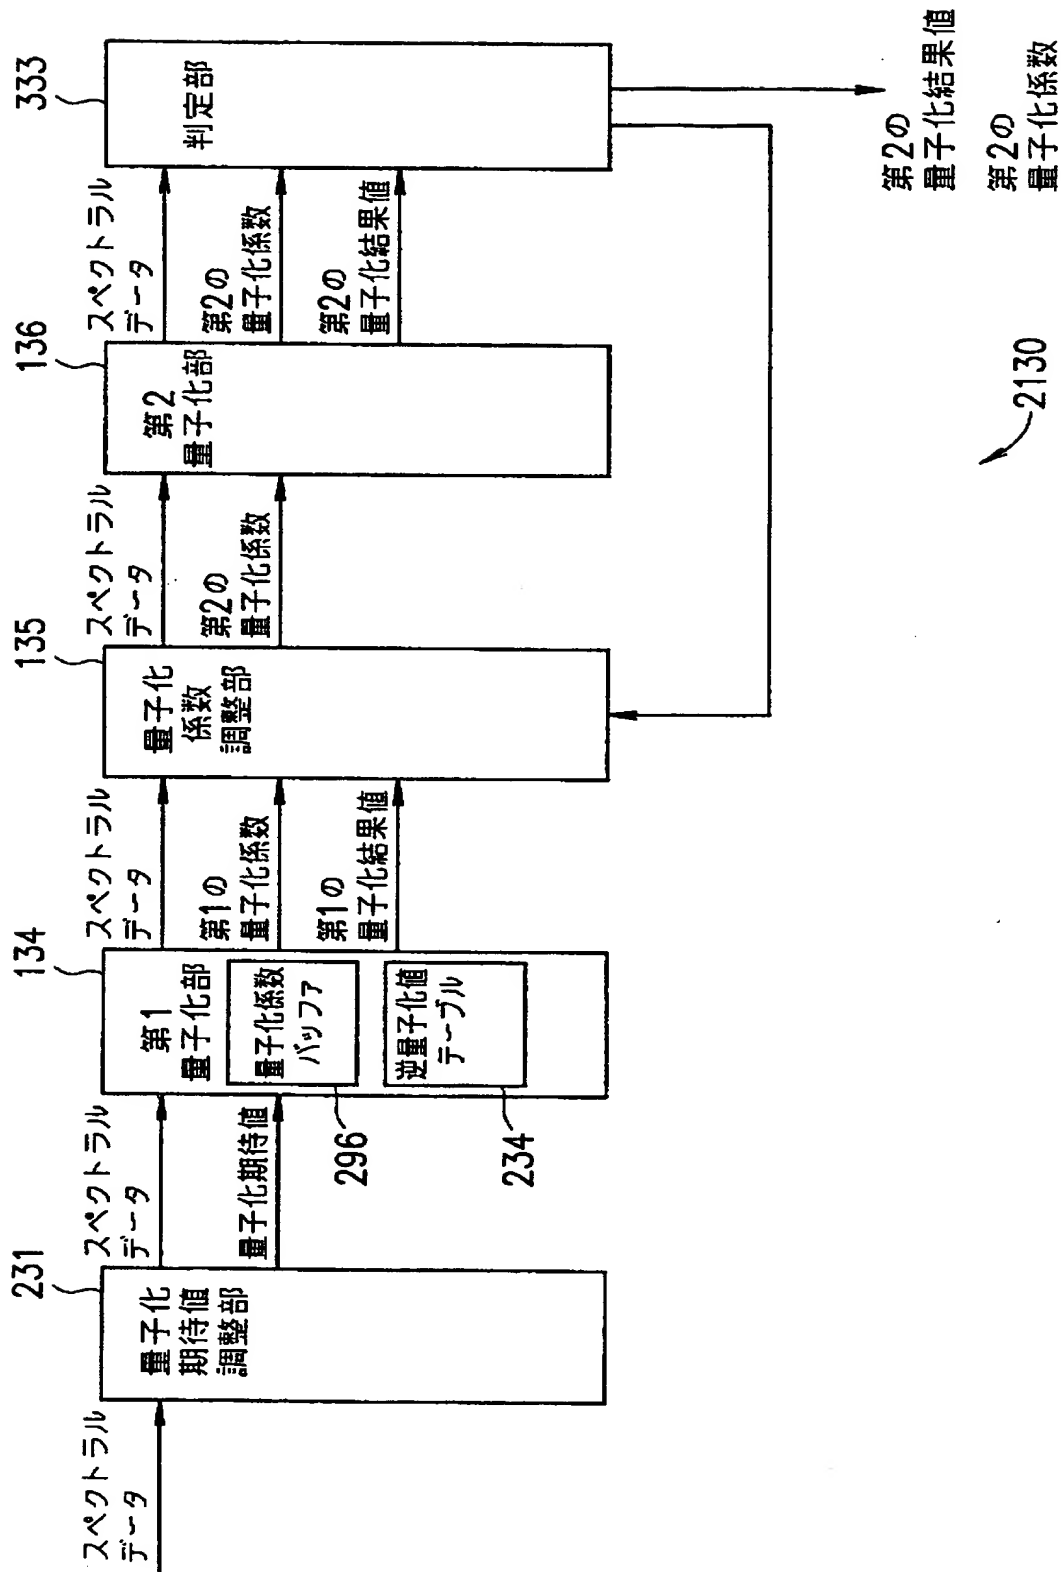 スペクトラル
データ
231
量子化
期待値
調整部
スペクトラル
データ
量子化期待値
134
第1
量子化部
量子化係数
バッファ
296
逆量子化値
テーブル
234
スペクトラル
データ
第1の
量子化係数
第1の
量子化結果値
135
量子化
係数
調整部
スペクトラル
データ
第2の
量子化係数
136
第2
量子化部
スペクトラル
データ
第2の
量子化係数
第2の
量子化結果値
333
判定部
第2の
量子化結果値
第2の
量子化係数
2130